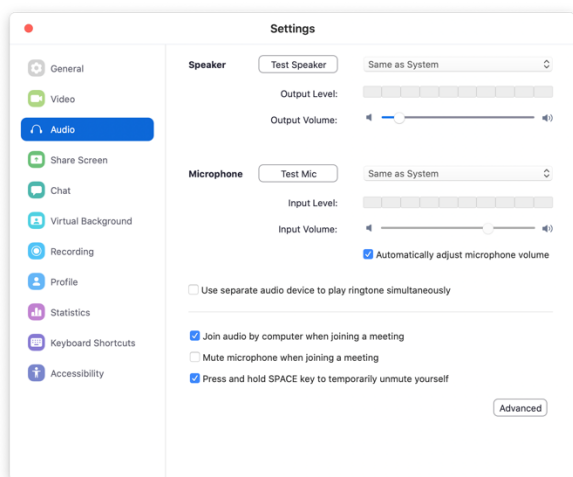 Settings
General
Video
Audio
Share Screen
Chat
Virtual Background
Recording
Profile
Statistics
Keyboard Shortcuts
Accessibility
Speaker Test Speaker Same as System
Output Level:
Output Volume:
Microphone Test Mic Same as System
Input Level:
Input Volume:
Automatically adjust microphone volume
Use separate audio device to play ringtone simultaneously
Join audio by computer when joining a meeting
Mute microphone when joining a meeting
Press and hold SPACE key to temporarily unmute yourself
Advanced